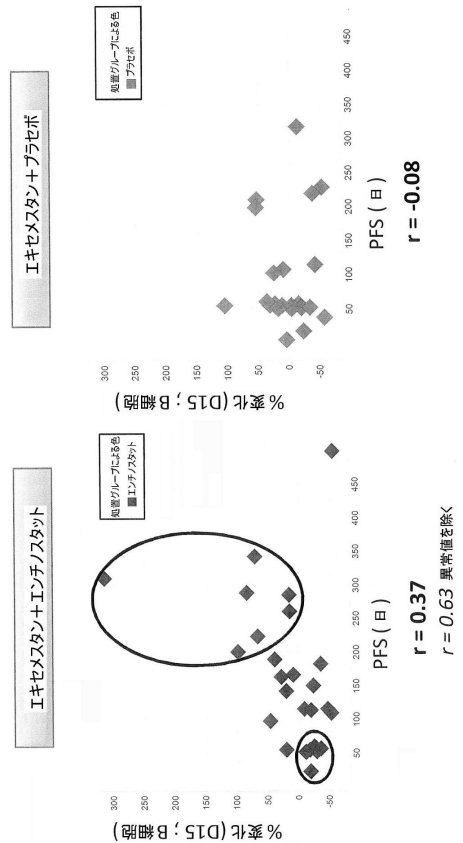 エキセメスタン＋エンチノスタット
処置グループによる色
エンチノスタット
％変化（D15；B細胞）
300
250
200
150
100
50
0
-50
50
100
150
200
250
300
350
400
450
PFS（日）
r = 0.37
r = 0.63 異常値を除く
エキセメスタン＋プラセボ
処置グループによる色
プラセボ
％変化（D15；B細胞）
300
250
200
150
100
50
0
-50
50
100
150
200
250
300
350
400
450
PFS（日）
r = -0.08